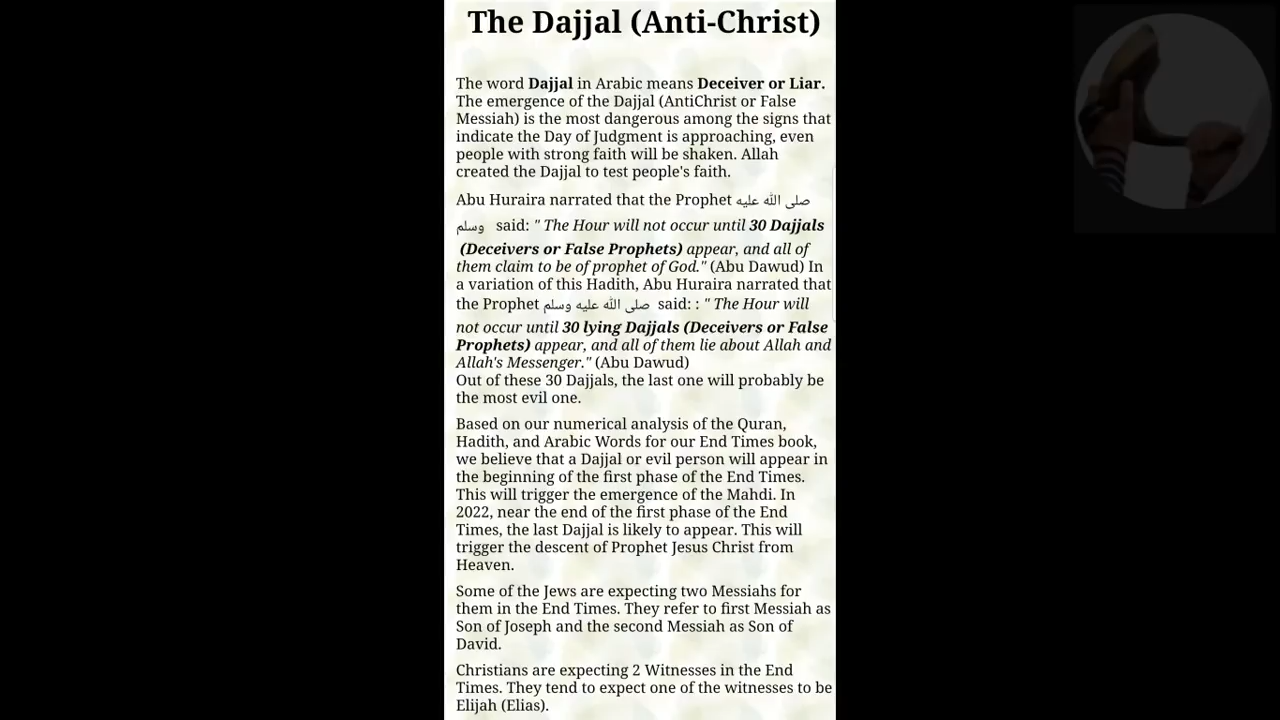 The Dajjal (Anti-Christ)
The word Dajjal in Arabic means Deceiver or Liar.
The emergence of the Dajjal (AntiChrist or False
Messiah) is the most dangerous among the signs that
indicate the Day of Judgment is approaching, even
people with strong faith will be shaken. Allah
created the Dajjal to test people's faith.
Abu Huraira narrated that the Prophet صلى الله عليه
وسلم said: " The Hour will not occur until 30 Dajjals
(Deceivers or False Prophets) appear, and all of
them claim to be of prophet of God." (Abu Dawud) In
a variation of this Hadith, Abu Huraira narrated that
the Prophet صلى الله عليه وسلم said: : " The Hour will
not occur until 30 lying Dajjals (Deceivers or False
Prophets) appear, and all of them lie about Allah and
Allah's Messenger." (Abu Dawud)
Out of these 30 Dajjals, the last one will probably be
the most evil one.
Based on our numerical analysis of the Quran,
Hadith, and Arabic Words for our End Times book,
we believe that a Dajjal or evil person will appear in
the beginning of the first phase of the End Times.
This will trigger the emergence of the Mahdi. In
2022, near the end of the first phase of the End
Times, the last Dajjal is likely to appear. This will
trigger the descent of Prophet Jesus Christ from
Heaven.
Some of the Jews are expecting two Messiahs for
them in the End Times. They refer to first Messiah as
Son of Joseph and the second Messiah as Son of
David.
Christians are expecting 2 Witnesses in the End
Times. They tend to expect one of the witnesses to be
Elijah (Elias).